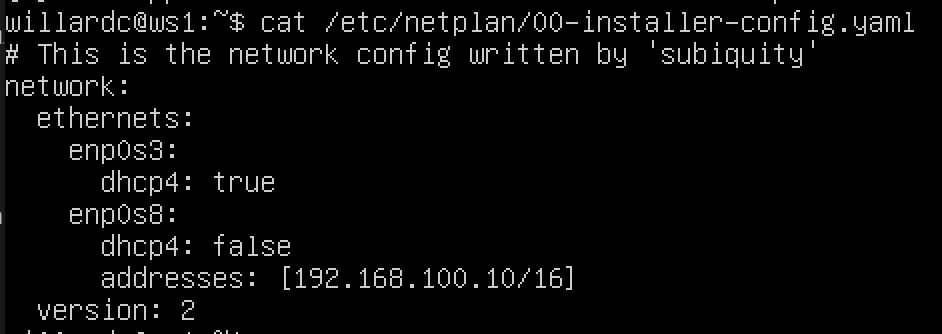 willardc@ws1:~$ cat /etc/netplan/00-installer-config.yaml
# This is the network config written by 'subiquity'
network:
  ethernets:
    enp0s3:
      dhcp4: true
    enp0s8:
      dhcp4: false
      addresses: [192.168.100.10/16]
  version: 2